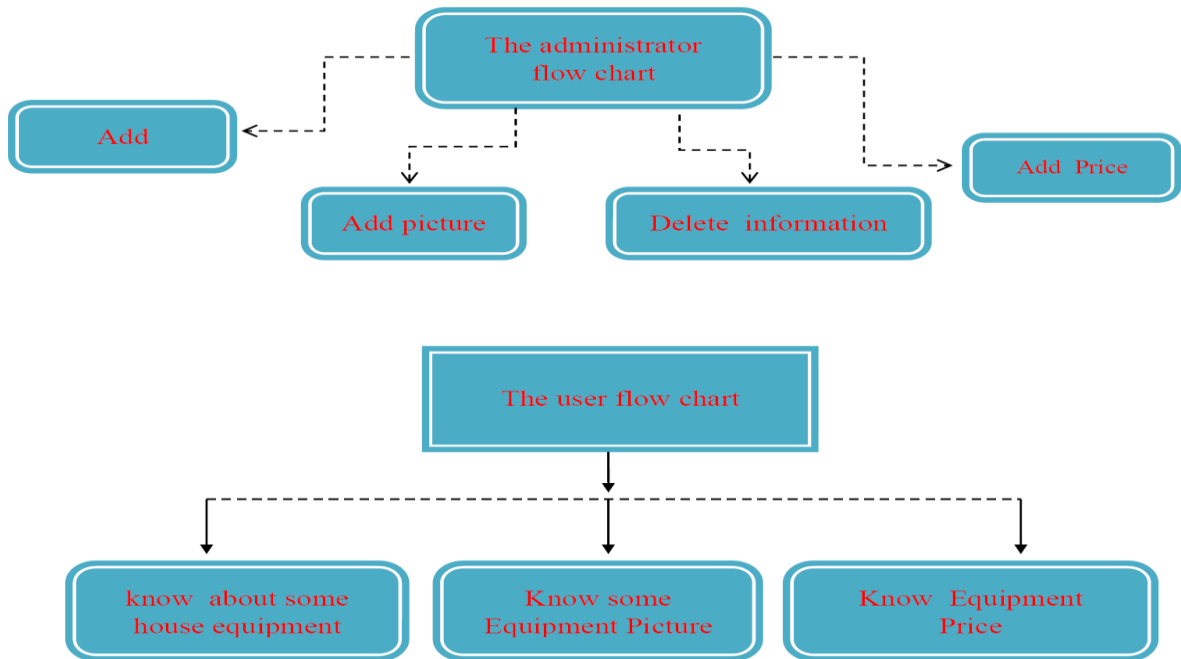 The administrator
flow chart
Add
Add Price
Add picture
Delete information
The user flow chart
know about some
house equipment
Know some
Equipment Picture
Know Equipment
Price